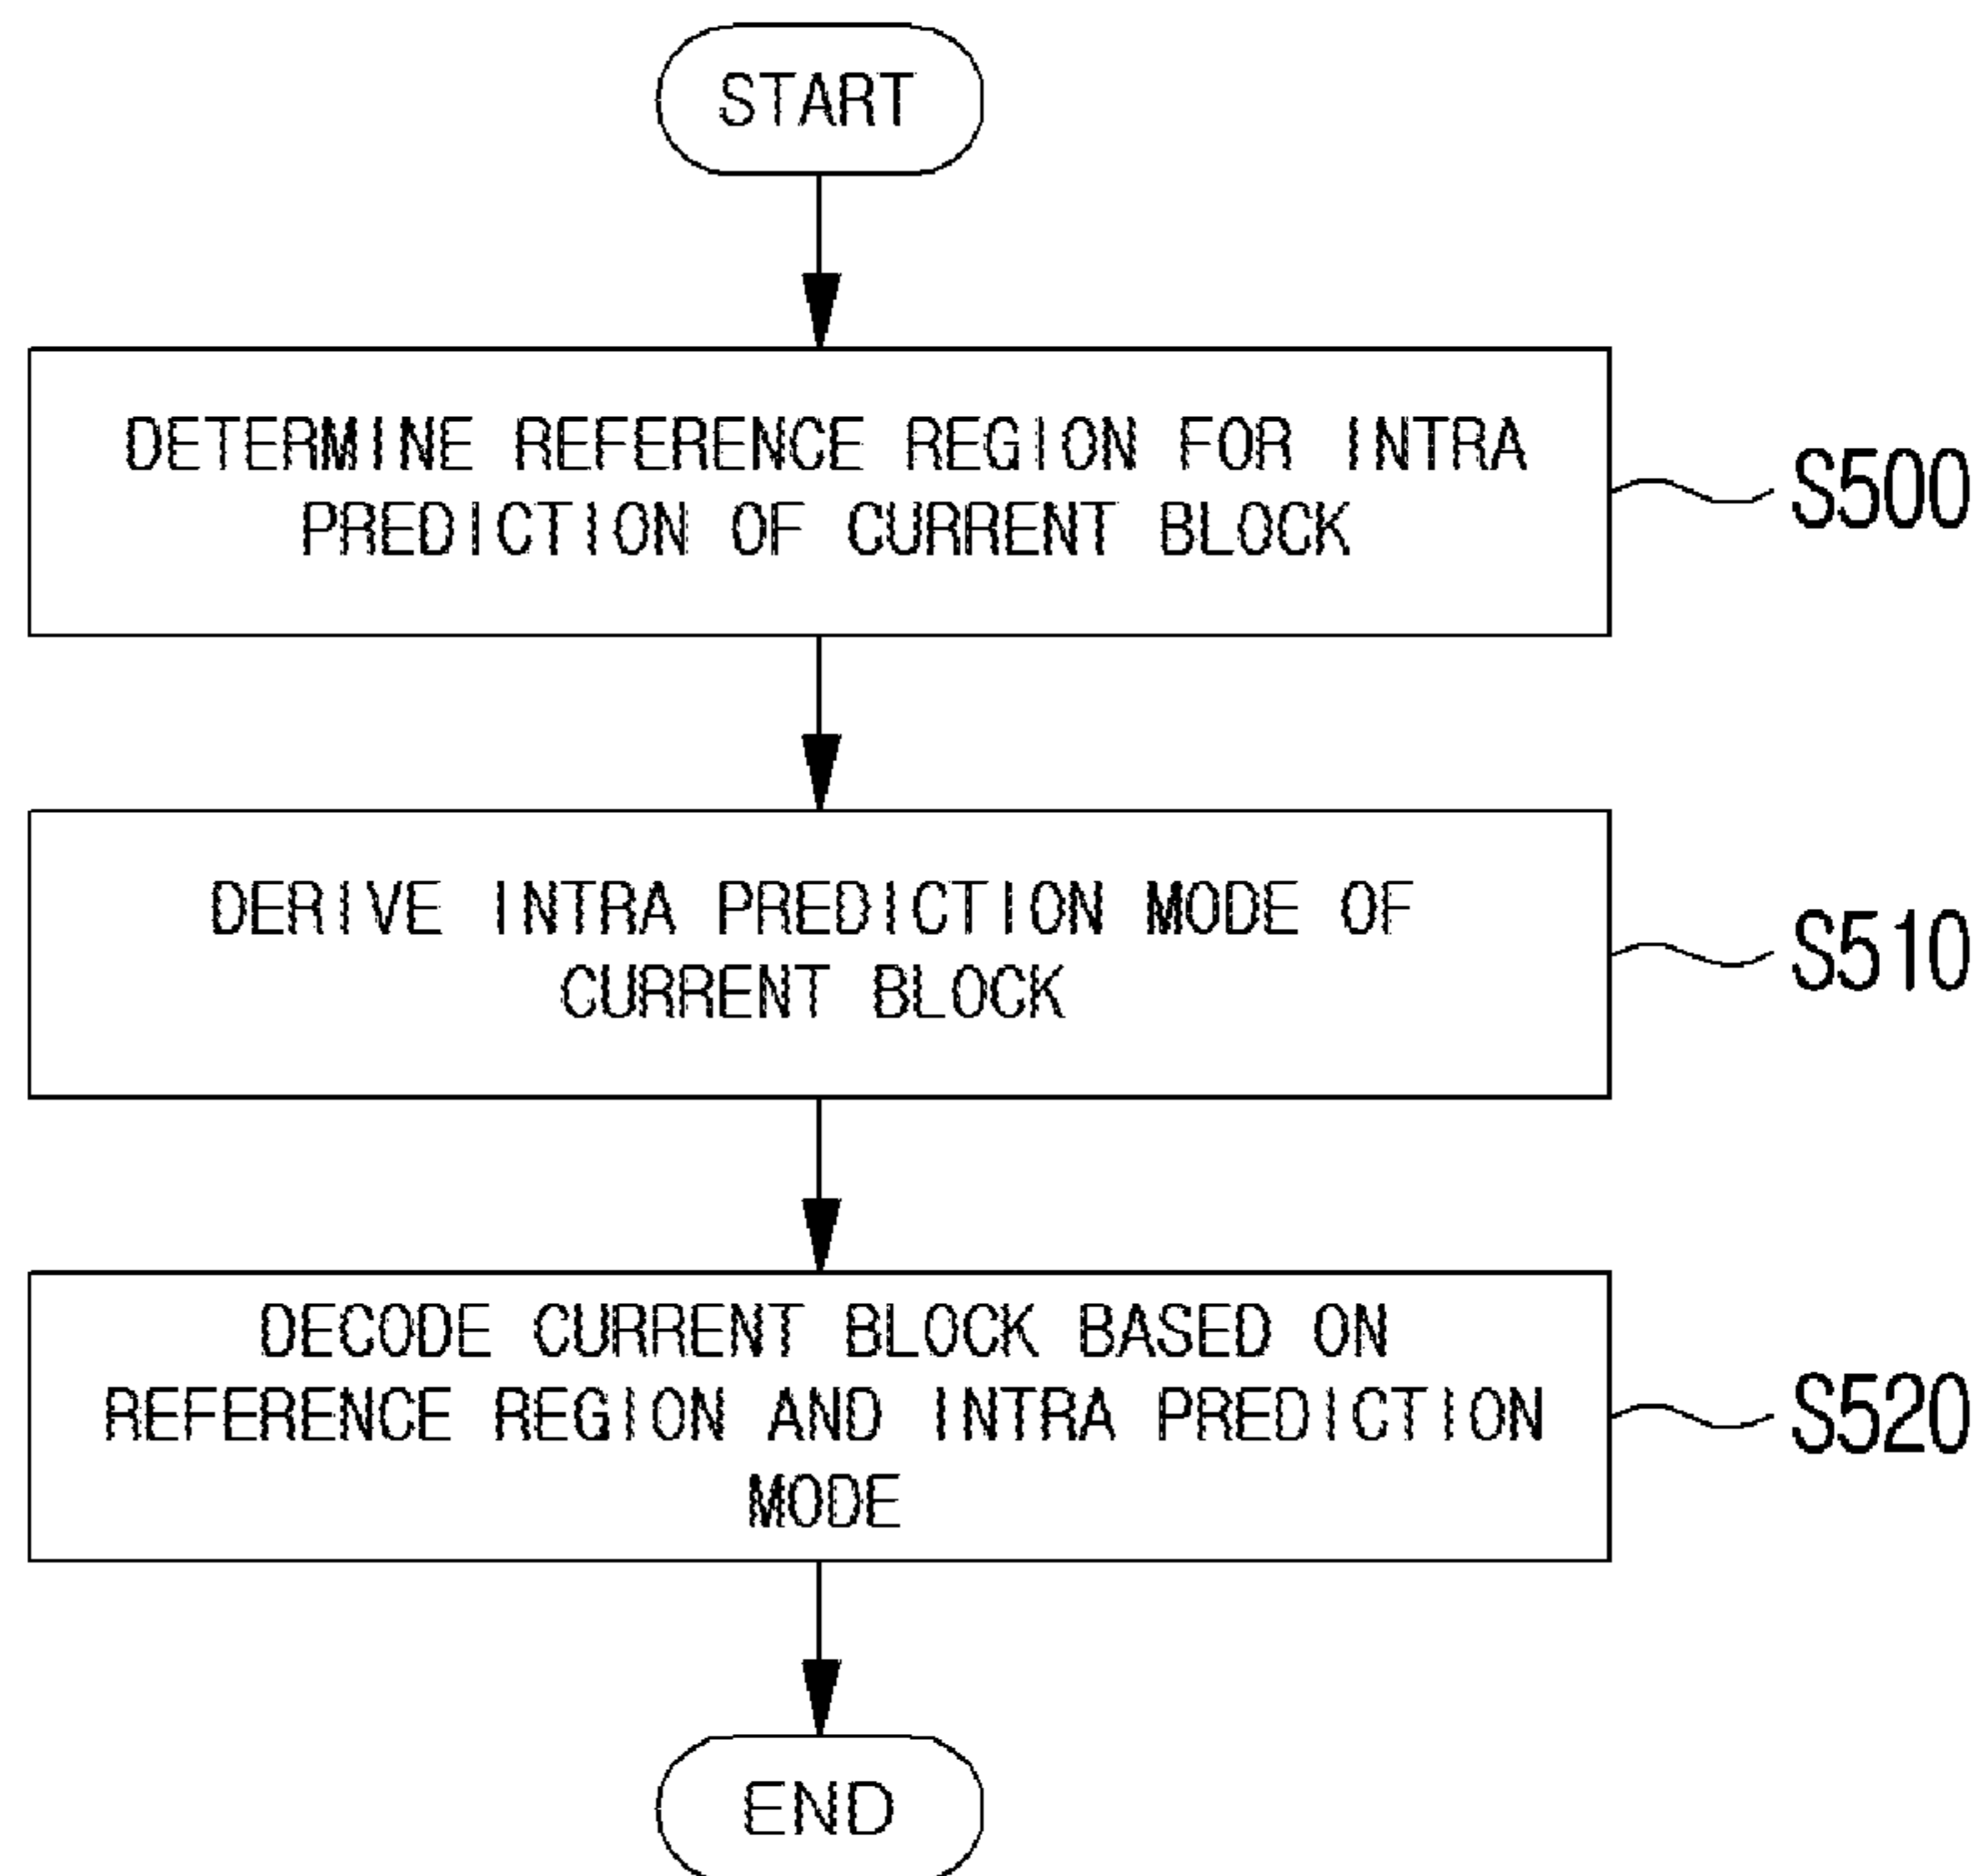 START
DETERMINE REFERENCE REGION FOR INTRA
PREDICTION OF CURRENT BLOCK
S500
DERIVE INTRA PREDICTION MODE OF
CURRENT BLOCK
S510
DECODE CURRENT BLOCK BASED ON
REFERENCE REGION AND INTRA PREDICTION
MODE
S520
END